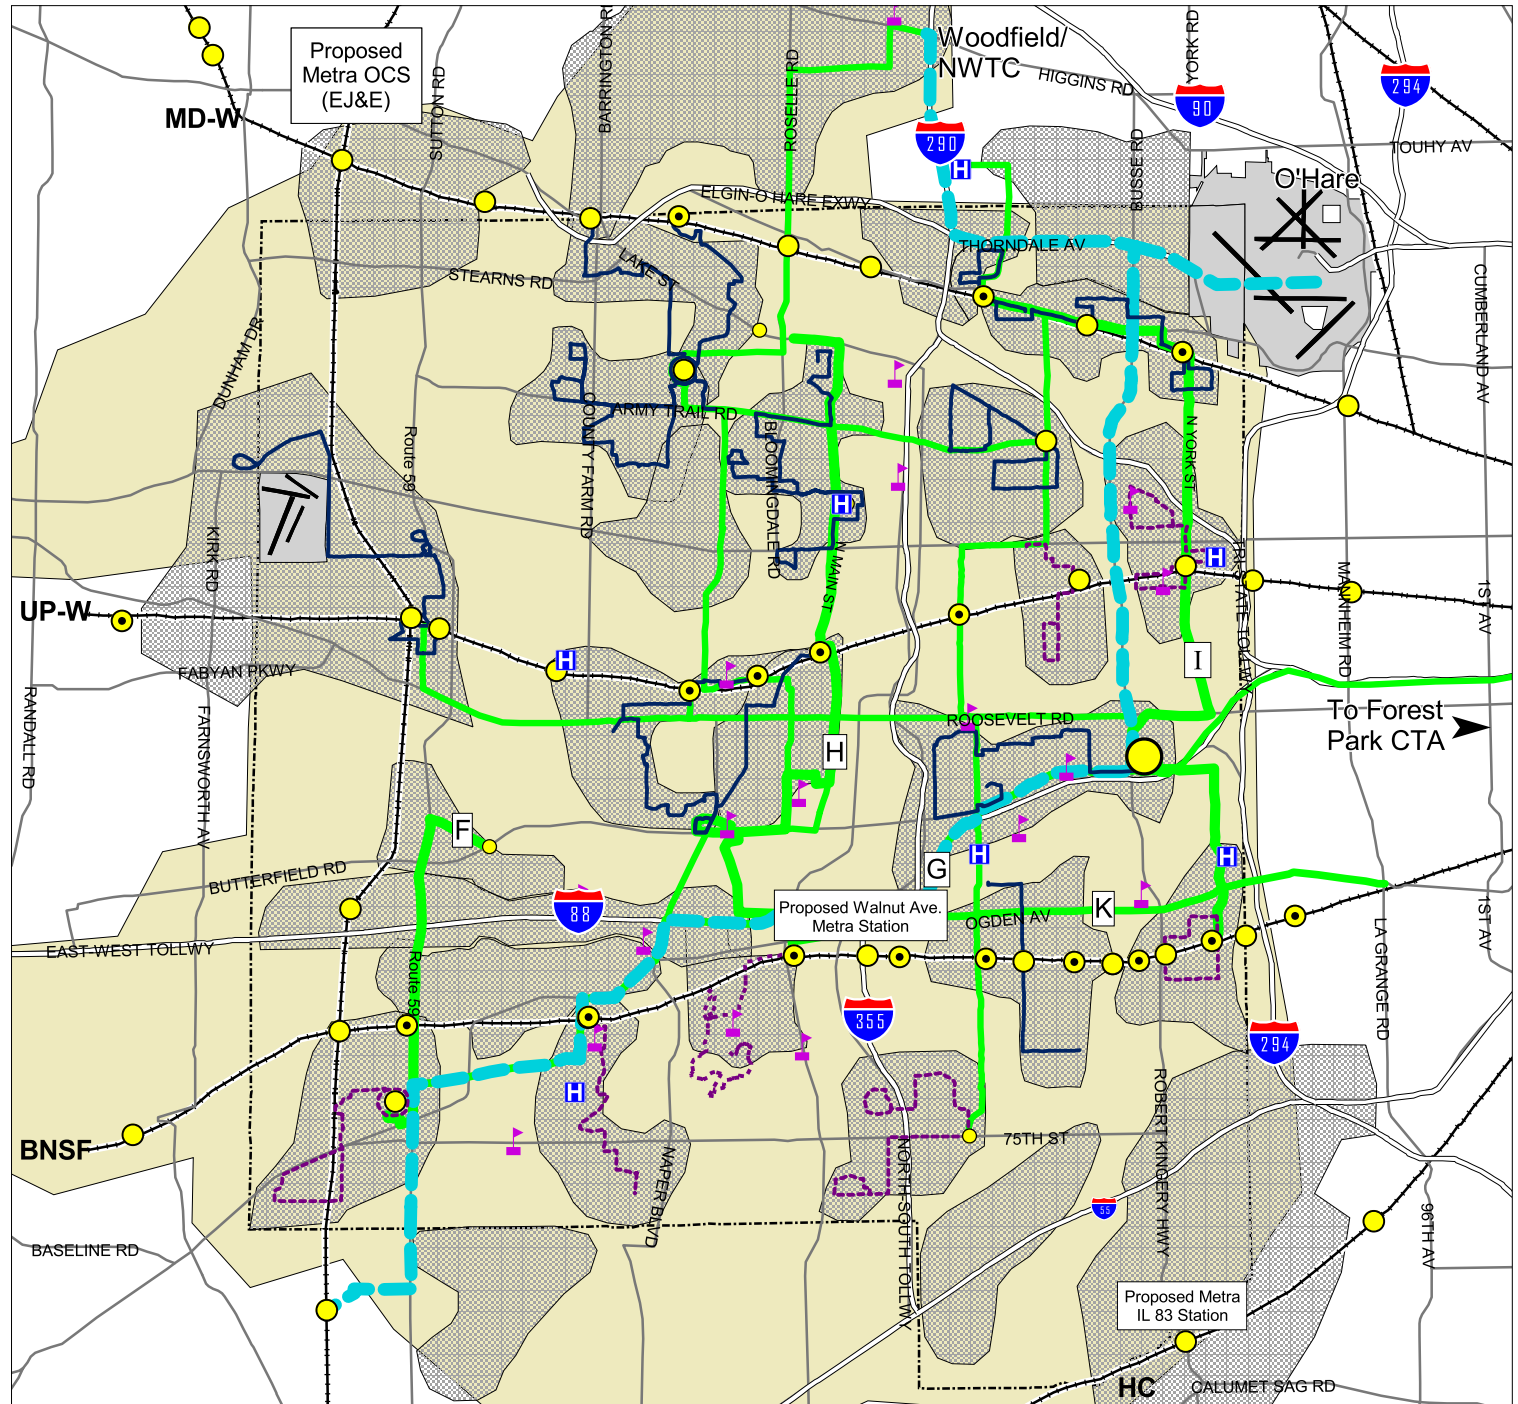 Proposed
Metra OCS
(EJ&E)
Woodfield/
NWTC
HIGGINS RD
YORK RD
90
294
TOUHY AV
MD-W
SUTTON RD
BARRINGTON R
ROSELLE RD
290
H
BUSSE RD
O'Hare
ELGIN-O HARE EXWY
THORNDALE AV
LAKE ST
STEARNS RD
CUMBERLAND AV
DUNHAM DR
ARMY TRAIL RD
COUNTY FARM RD
BLOOMINGDALE RD
Route 59
N YORK ST
H
KIRK RD
N MAIN ST
H
TRI STATE TOLLWY
MANNHEIM RD
1ST AV
UP-W
FABYAN PKWY
H
I
RANDALL RD
FARNSWORTH AV
ROOSEVELT RD
To Forest
Park CTA
H
F
G
H
H
BUTTERFIELD RD
88
Proposed Walnut Ave.
Metra Station
K
OGDEN AV
EAST-WEST TOLLWY
LA GRANGE RD
1ST AV
Route 59
355
294
H
BNSF
75TH ST
ROBERT KINGERY HWY
NAPER BLVD
NORTH-SOUTH TOLLWY
55
96TH AV
BASELINE RD
Proposed Metra
IL 83 Station
HC
CALUMET SAG RD